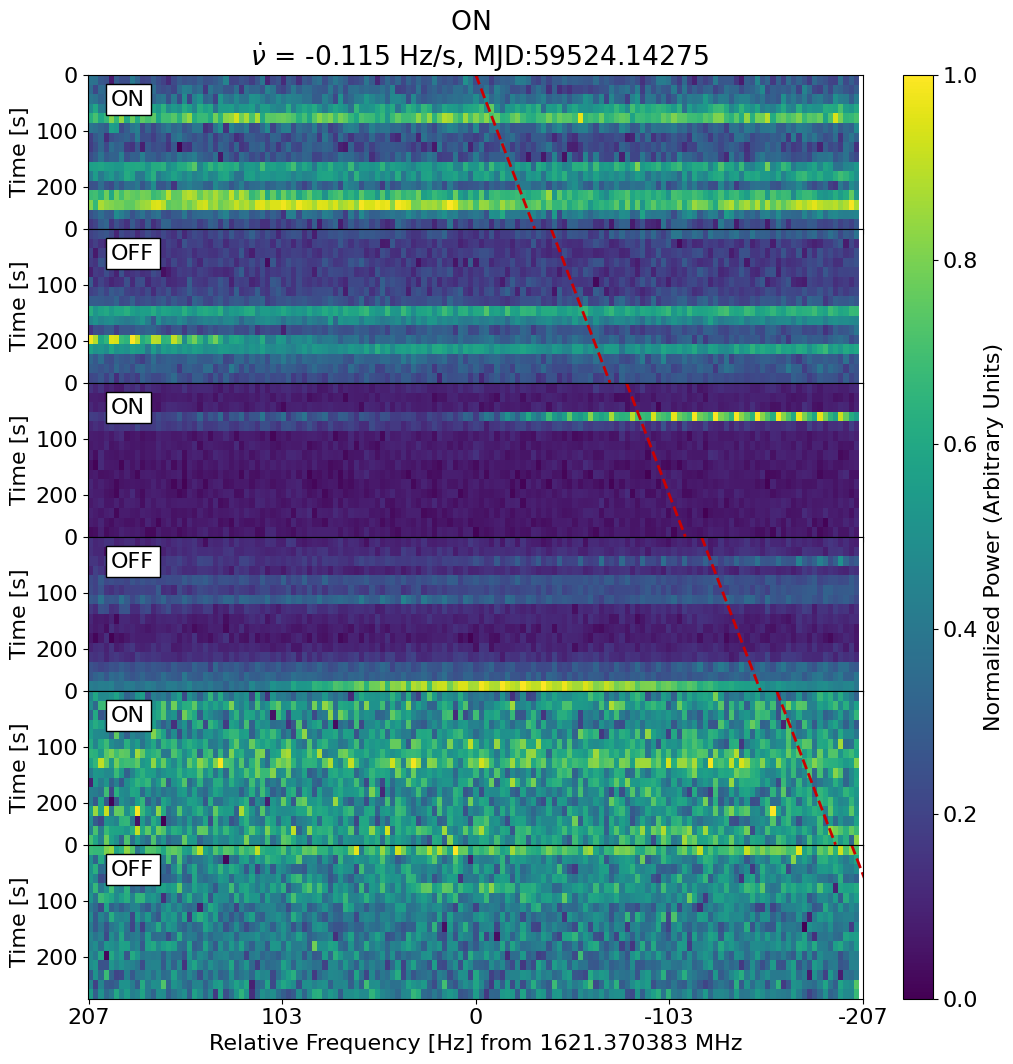 ON
ν̇ = -0.115 Hz/s, MJD:59524.14275
0
ON
100
200
Time [s]
0
OFF
100
200
Time [s]
0
ON
100
200
Time [s]
0
OFF
100
200
Time [s]
0
ON
100
200
Time [s]
0
OFF
100
200
Time [s]
207
103
0
-103
-207
Relative Frequency [Hz] from 1621.370383 MHz
1.0
0.8
0.6
0.4
0.2
0.0
Normalized Power (Arbitrary Units)